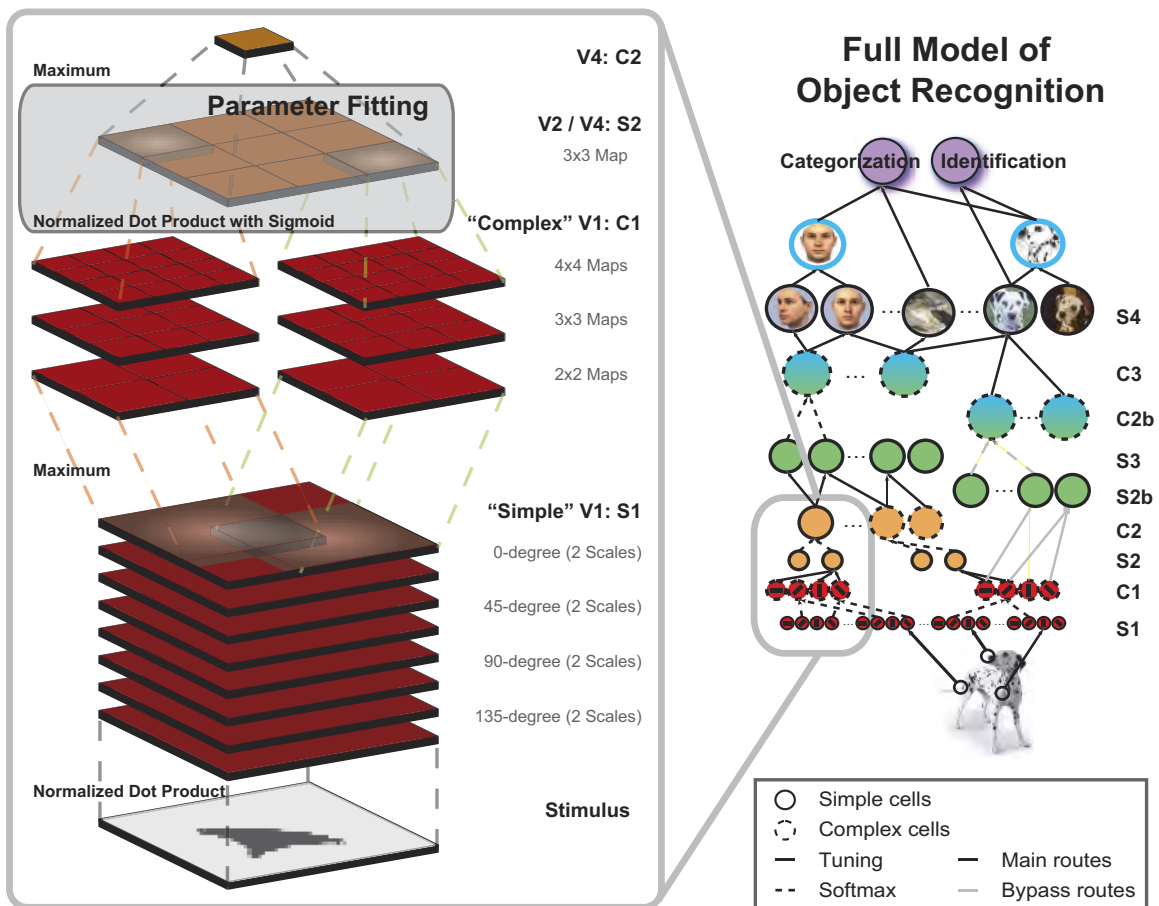 V4: C2
Maximum
Parameter Fitting
V2 / V4: S2
3x3 Map
Normalized Dot Product with Sigmoid
“Complex” V1: C1
4x4 Maps
3x3 Maps
2x2 Maps
Maximum
“Simple” V1: S1
0-degree (2 Scales)
45-degree (2 Scales)
90-degree (2 Scales)
135-degree (2 Scales)
Normalized Dot Product
Stimulus
Full Model of
Object Recognition
Categorization Identification
S4
C3
C2b
S3
S2b
C2
S2
C1
S1
Simple cells
Complex cells
Tuning
Main routes
Softmax
Bypass routes